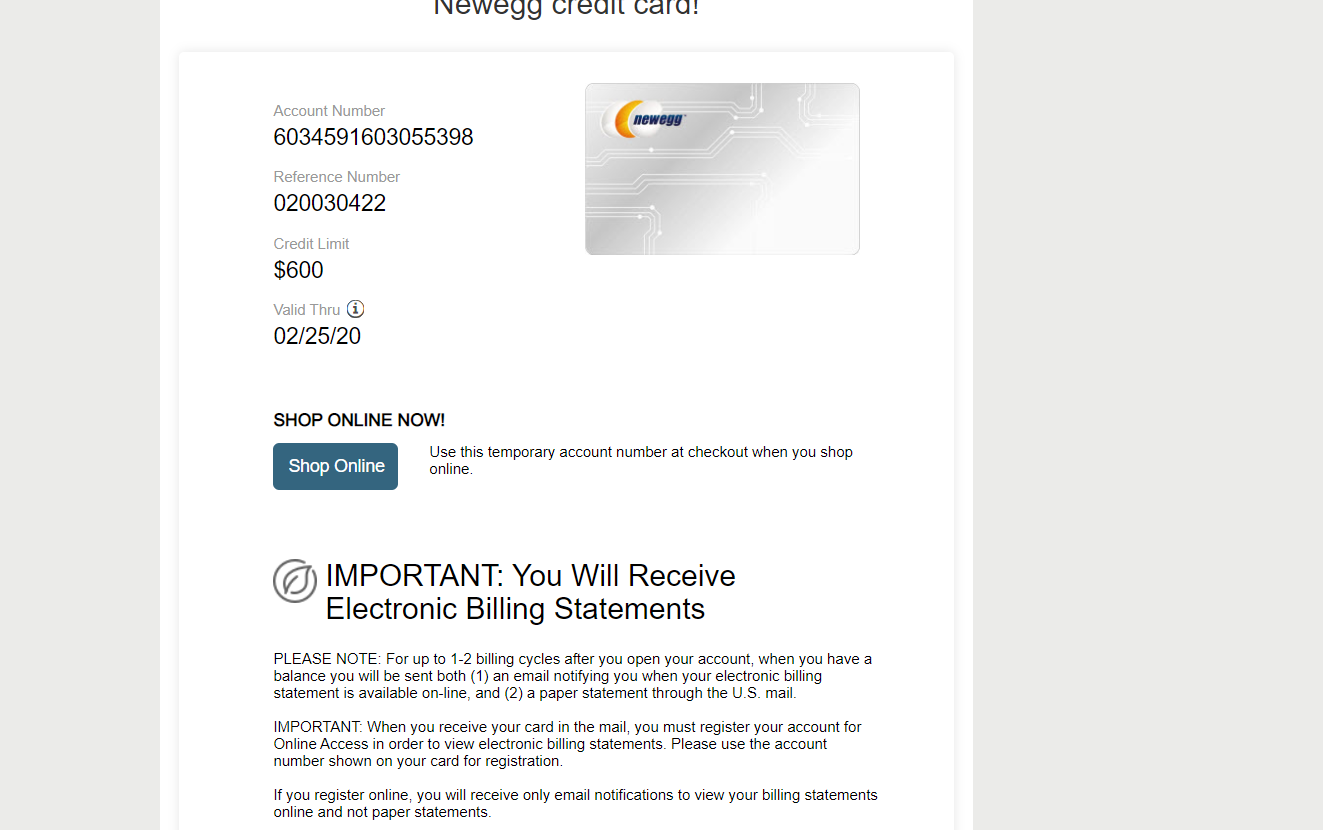 Newegg credit card!
Account Number
6034591603055398
newegg
Reference Number
020030422
Credit Limit
$600
Valid Thru
02/25/20
SHOP ONLINE NOW!
Shop Online
Use this temporary account number at checkout when you shop
online.
IMPORTANT: You Will Receive
Electronic Billing Statements
PLEASE NOTE: For up to 1-2 billing cycles after you open your account, when you have a
balance you will be sent both (1) an email notifying you when your electronic billing
statement is available on-line, and (2) a paper statement through the U.S. mail.
IMPORTANT: When you receive your card in the mail, you must register your account for
Online Access in order to view electronic billing statements. Please use the account
number shown on your card for registration.
If you register online, you will receive only email notifications to view your billing statements
online and not paper statements.